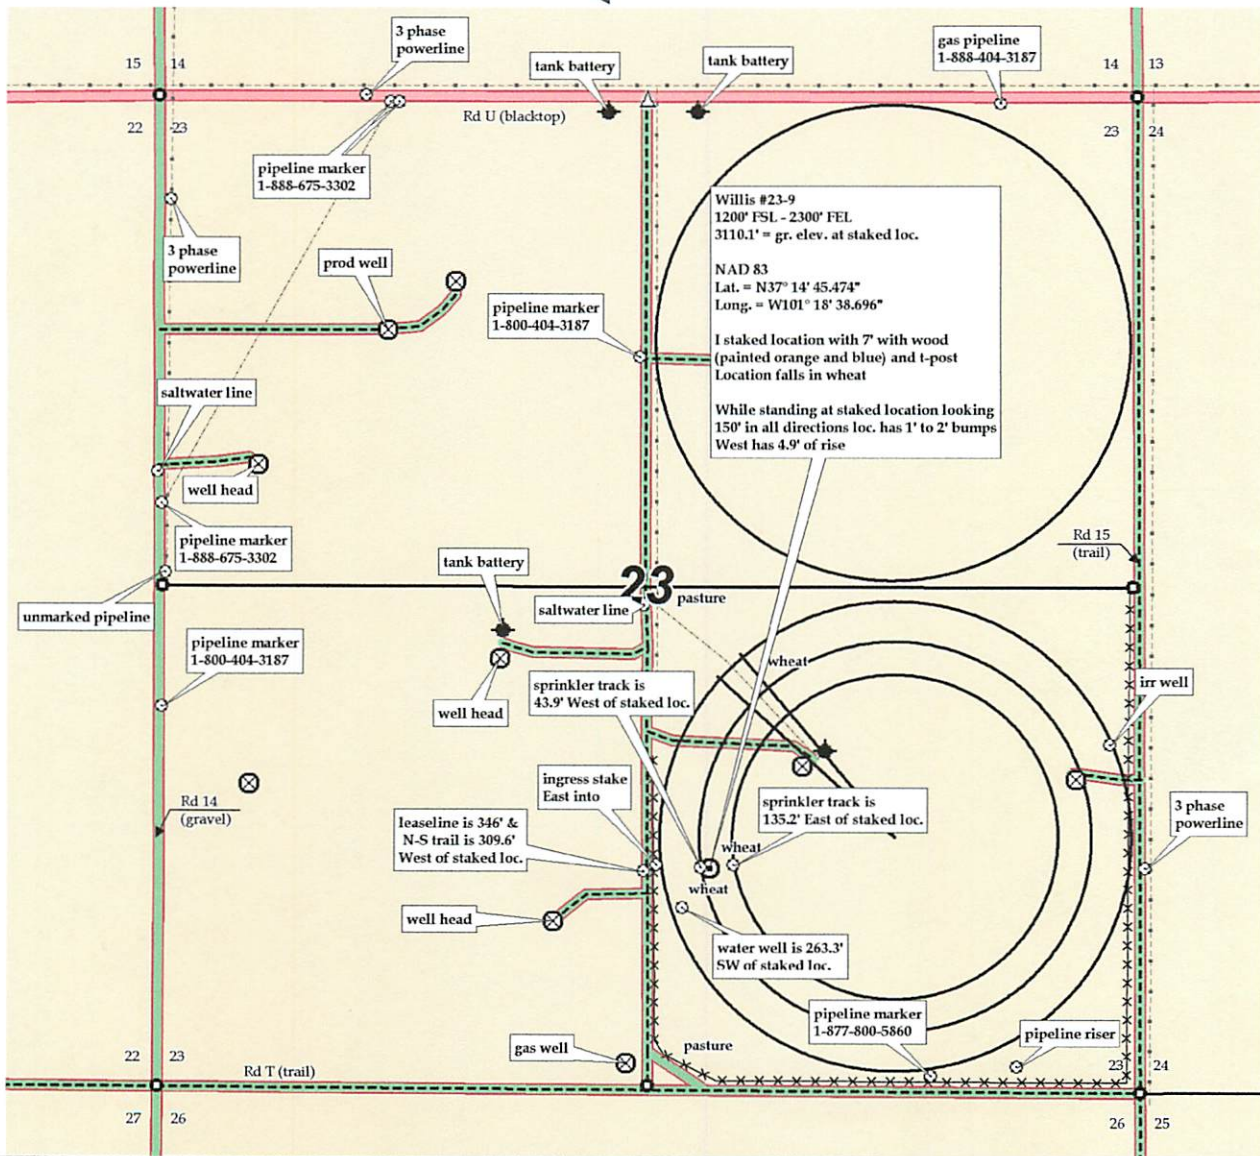 3 phase
powerline
gas pipeline
1-888-404-3187
tank battery
tank battery
15 14
14 13
Rd U (blacktop)
22 23
23 24
pipeline marker
1-888-675-3302
Willis #23-9
1200' FSL - 2300' FEL
3110.1' = gr. elev. at staked loc.
NAD 83
Lat. = N37° 14' 45.474"
Long. = W101° 18' 38.696"
I staked location with 7' with wood
(painted orange and blue) and t-post
Location falls in wheat
While standing at staked location looking
150' in all directions loc. has 1' to 2' bumps
West has 4.9' of rise
3 phase
powerline
prod well
pipeline marker
1-800-404-3187
saltwater line
well head
pipeline marker
1-888-675-3302
Rd 15
(trail)
tank battery
23
pasture
saltwater line
unmarked pipeline
pipeline marker
1-800-404-3187
wheat
sprinkler track is
43.9' West of staked loc.
irr well
well head
ingress stake
East into
Rd 14
(gravel)
sprinkler track is
135.2' East of staked loc.
3 phase
powerline
leaseline is 346' &
N-S trail is 309.6'
West of staked loc.
wheat
wheat
well head
water well is 263.3'
SW of staked loc.
pipeline marker
1-877-800-5860
pipeline riser
gas well
pasture
22 23
23 24
Rd T (trail)
27 26
26 25